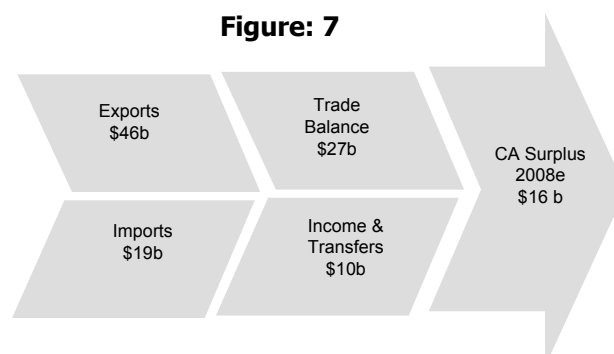 Figure: 7
Exports
$46b
Trade
Balance
$27b
CA Surplus
2008e
$16 b
Imports
$19b
Income &
Transfers
$10b